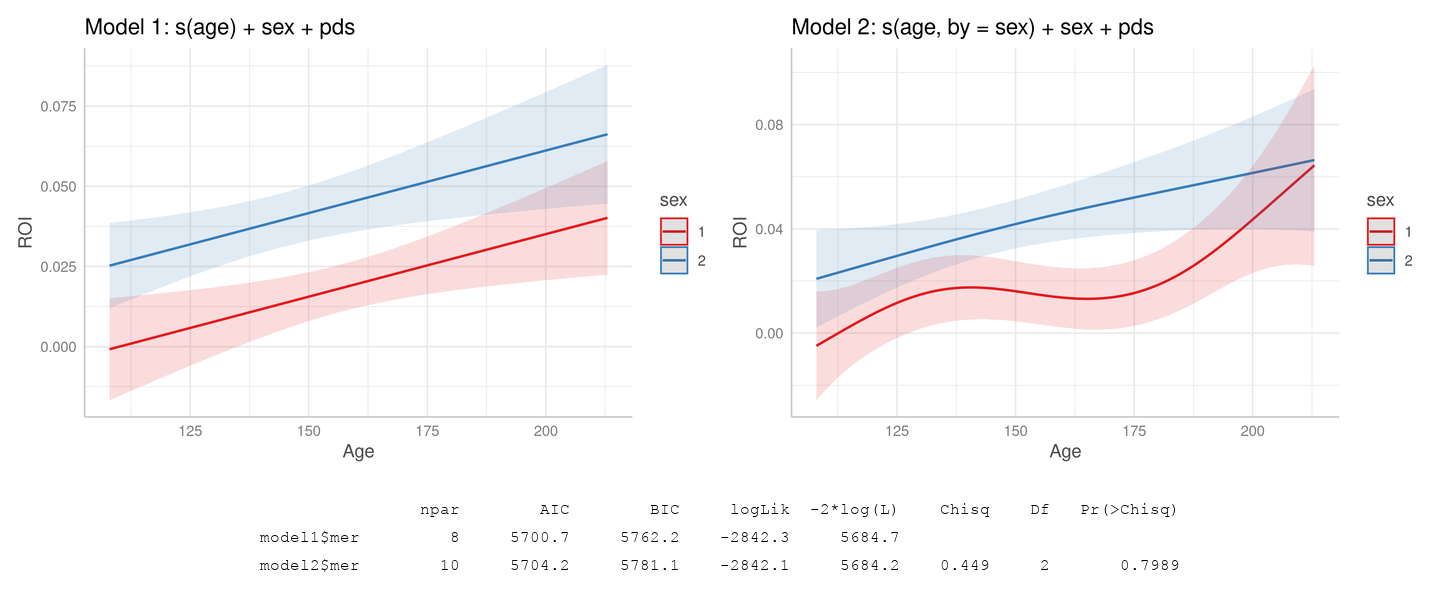 Model 1: s(age) + sex + pds
ROI
0.075
0.050
0.025
0.000
125 150 175 200
Age
sex
1
2
Model 2: s(age, by = sex) + sex + pds
ROI
0.08
0.04
0.00
125 150 175 200
Age
sex
1
2
npar AIC BIC logLik -2*log(L) Chisq Df Pr(>Chisq)
model1$mer 8 5700.7 5762.2 -2842.3 5684.7
model2$mer 10 5704.2 5781.1 -2842.1 5684.2 0.449 2 0.7989